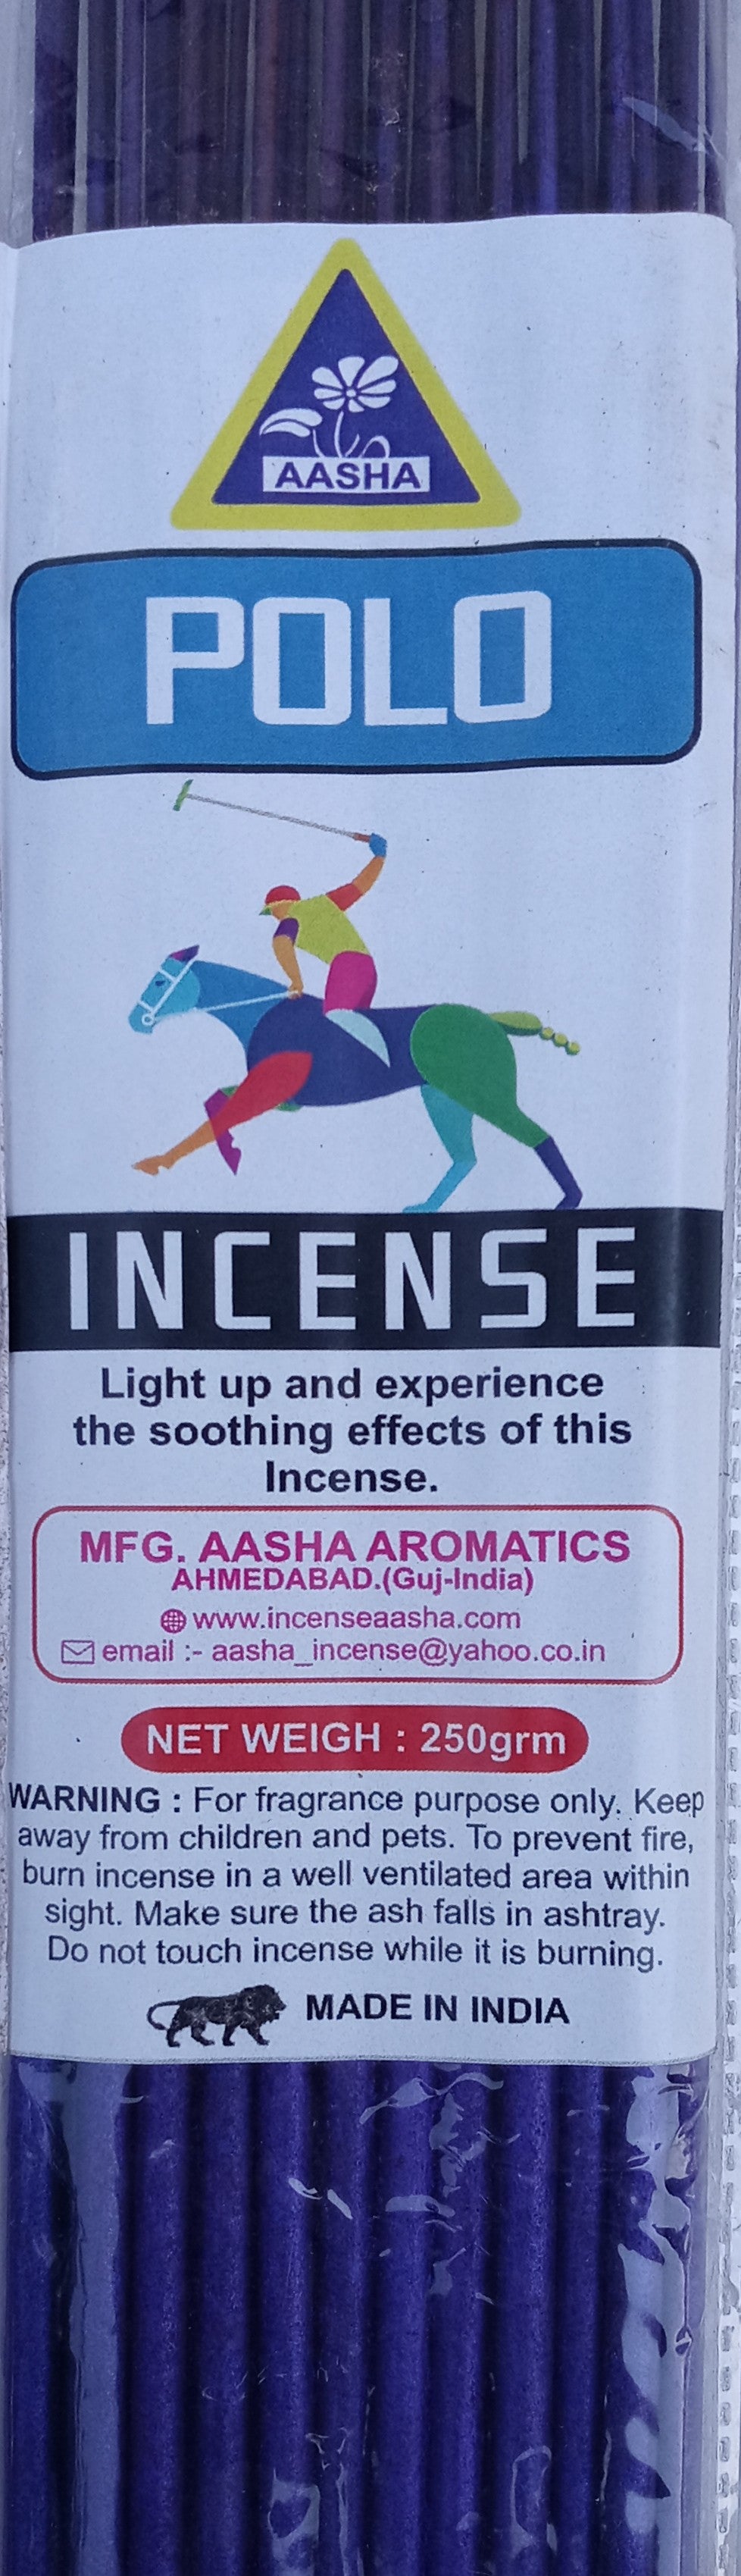 AASHA
POLO
INCENSE
Light up and experience
the soothing effects of this
Incense.
MFG. AASHA AROMATICS
AHMEDABAD.(Guj-India)
www.incenseaasha.com
email :- aasha_incense@yahoo.co.in
NET WEIGH : 250grm
WARNING : For fragrance purpose only. Keep
away from children and pets. To prevent fire,
burn incense in a well ventilated area within
sight. Make sure the ash falls in ashtray.
Do not touch incense while it is burning.
MADE IN INDIA